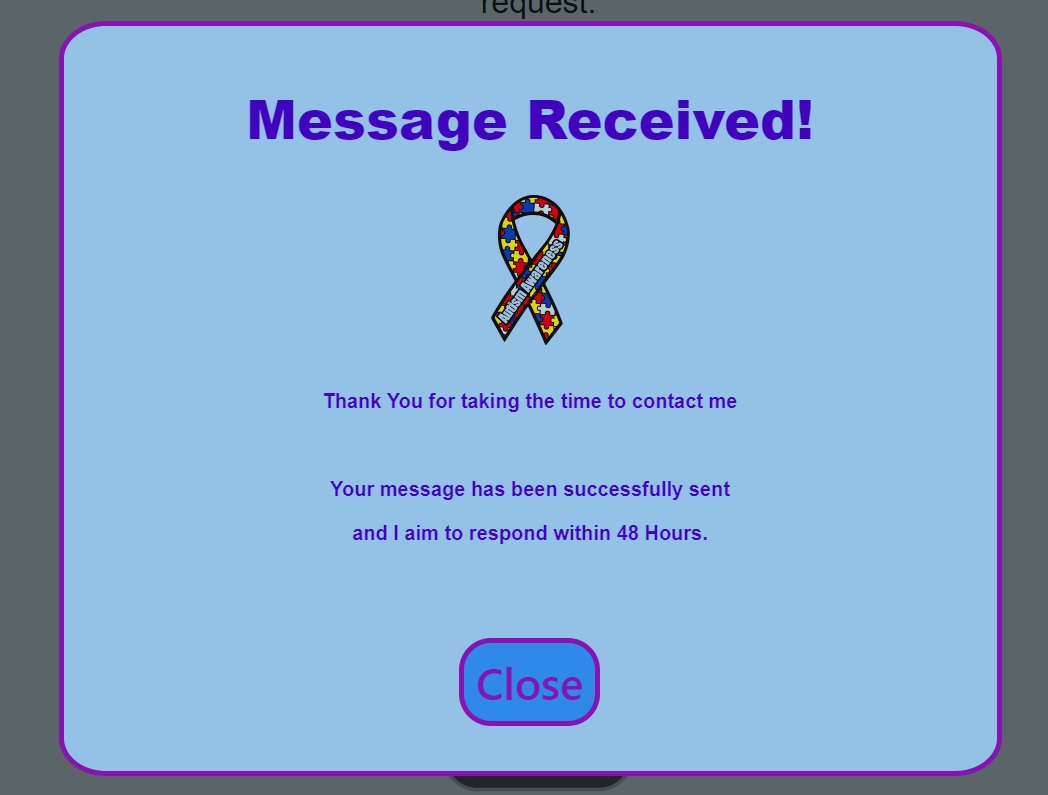 request.
Message Received!
Autism Awareness
Thank You for taking the time to contact me
Your message has been successfully sent
and I aim to respond within 48 Hours.
Close